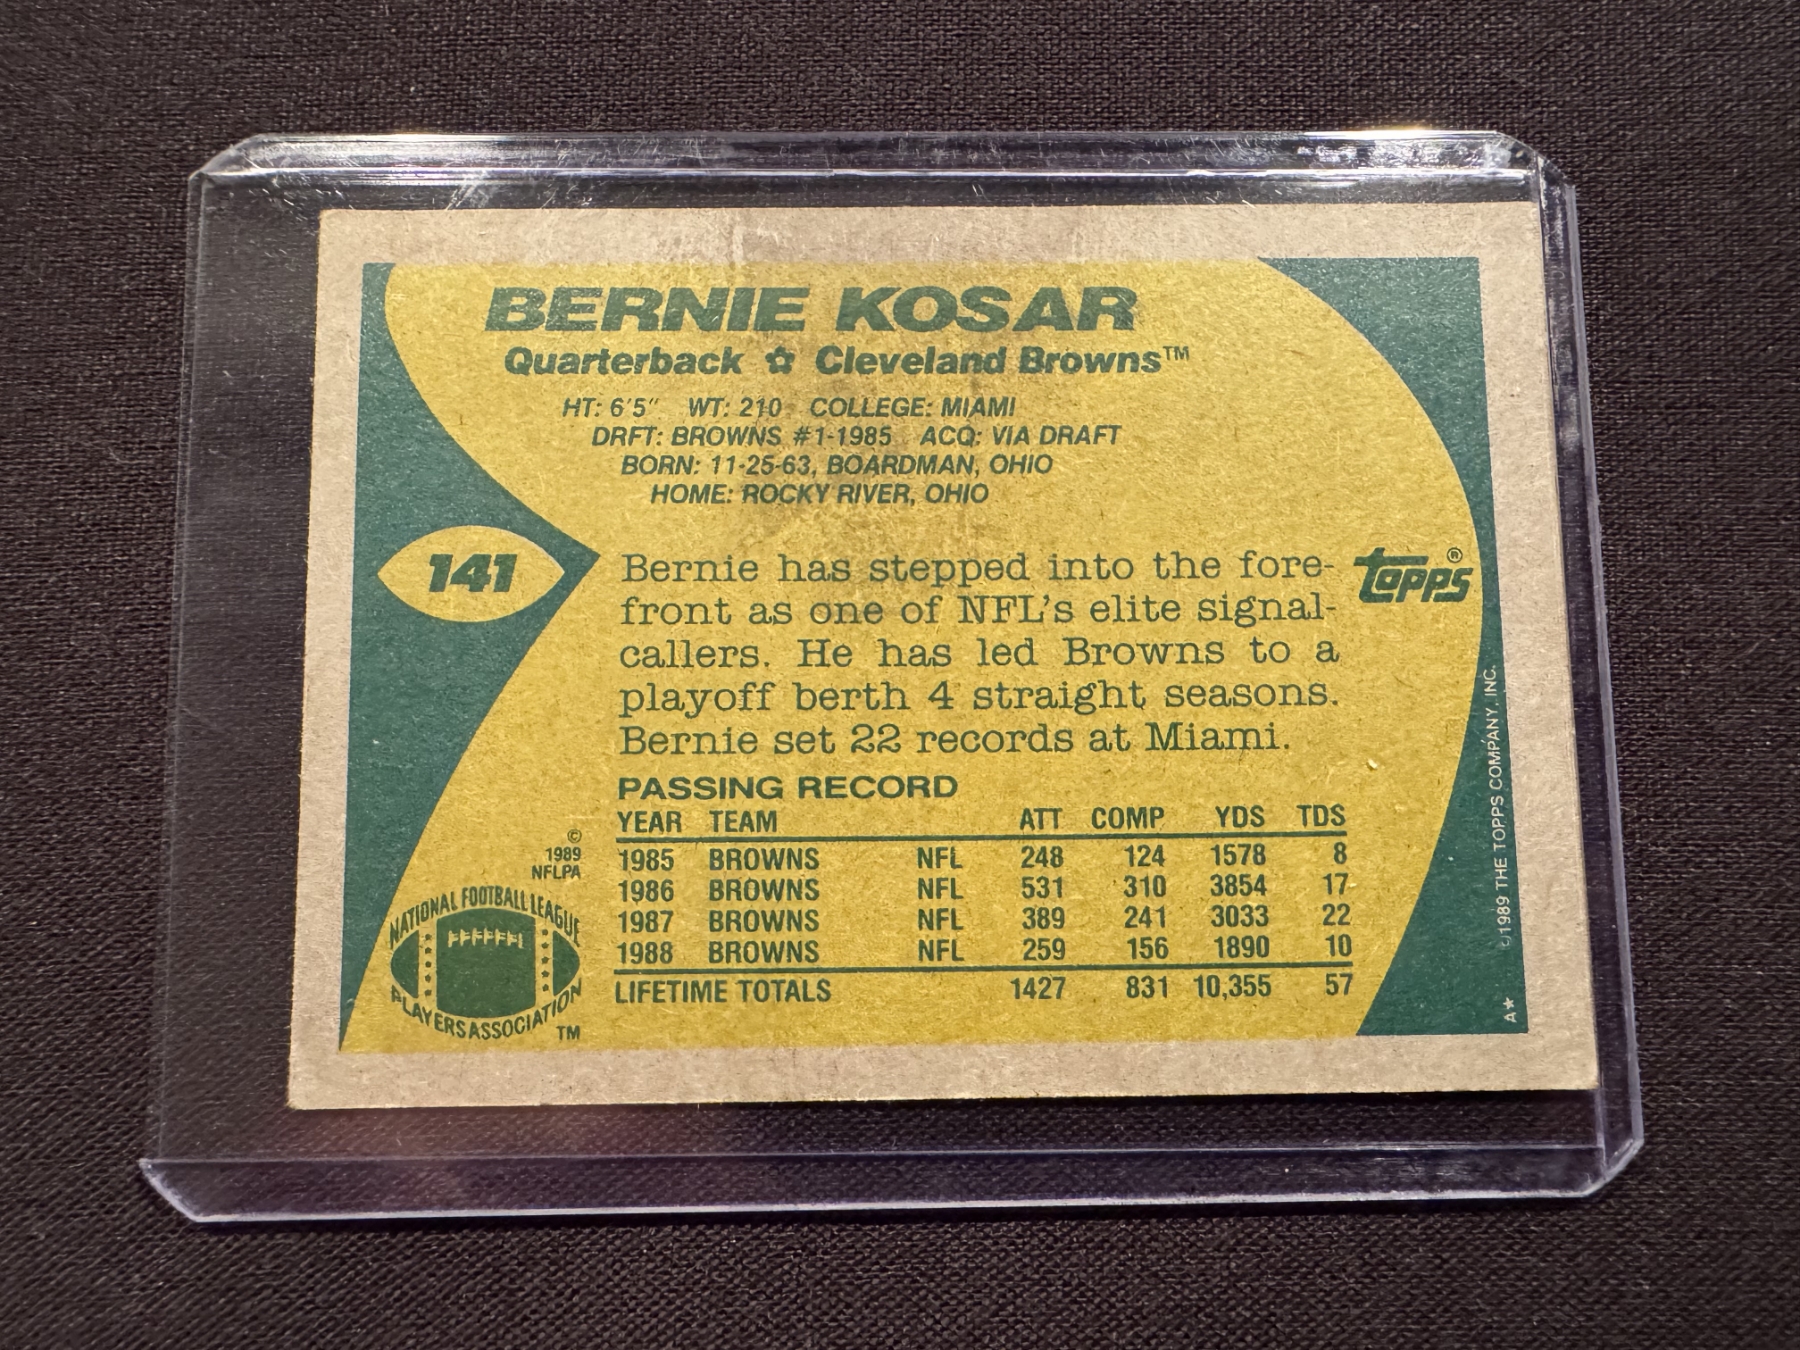 BERNIE KOSAR
Quarterback ✩ Cleveland Browns™
HT: 6'5" WT: 210 COLLEGE: MIAMI
DRFT: BROWNS #1-1985 ACQ: VIA DRAFT
BORN: 11-25-63, BOARDMAN, OHIO
HOME: ROCKY RIVER, OHIO
141
Bernie has stepped into the fore-
front as one of NFL's elite signal-
callers. He has led Browns to a
playoff berth 4 straight seasons.
Bernie set 22 records at Miami.
topps®
PASSING RECORD
YEAR TEAM ATT COMP YDS TDS
1985 BROWNS NFL 248 124 1578 8
1986 BROWNS NFL 531 310 3854 17
1987 BROWNS NFL 389 241 3033 22
1988 BROWNS NFL 259 156 1890 10
LIFETIME TOTALS 1427 831 10,355 57
©
1989
NFLPA
NATIONAL FOOTBALL LEAGUE
PLAYERS ASSOCIATION
TM
©1989 THE TOPPS COMPANY, INC.
A*